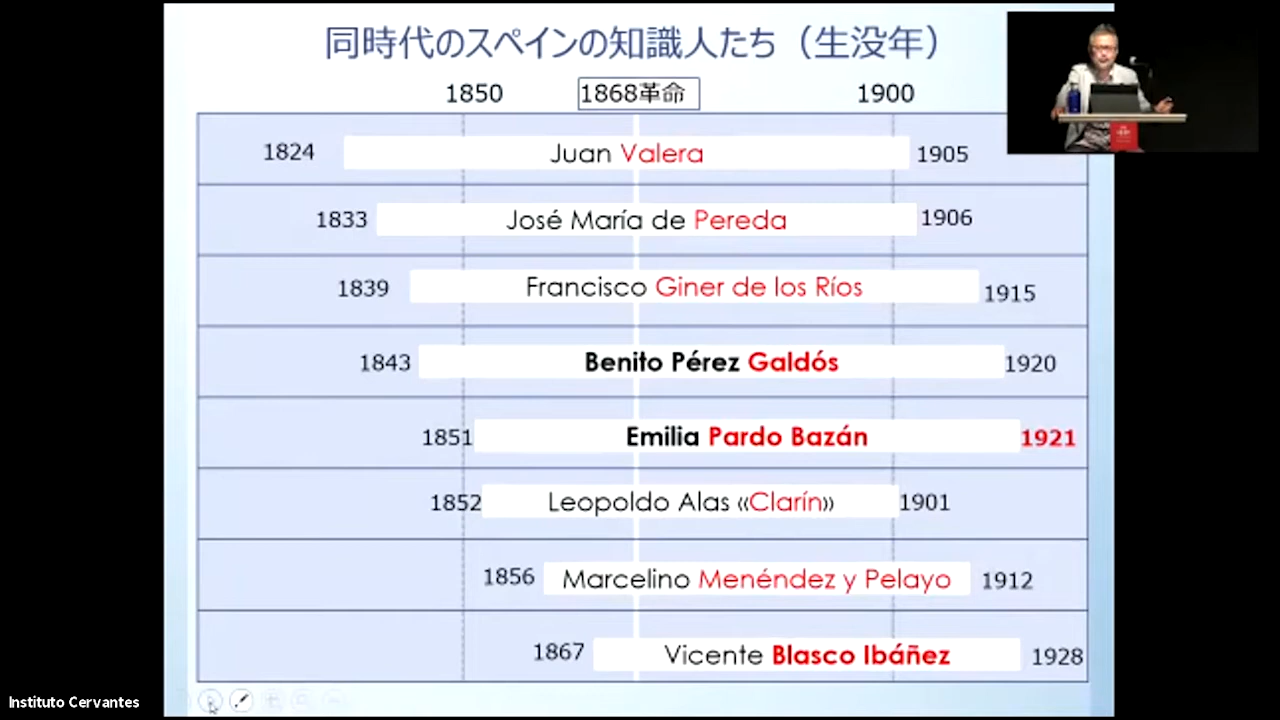 同時代のスペインの知識人たち（生没年）
1850 1868革命 1900
1824 Juan Valera 1905
1833 José María de Pereda 1906
1839 Francisco Giner de los Ríos 1915
1843 Benito Pérez Galdós 1920
1851 Emilia Pardo Bazán 1921
1852 Leopoldo Alas «Clarín» 1901
1856 Marcelino Menéndez y Pelayo 1912
1867 Vicente Blasco Ibáñez 1928
Instituto Cervantes